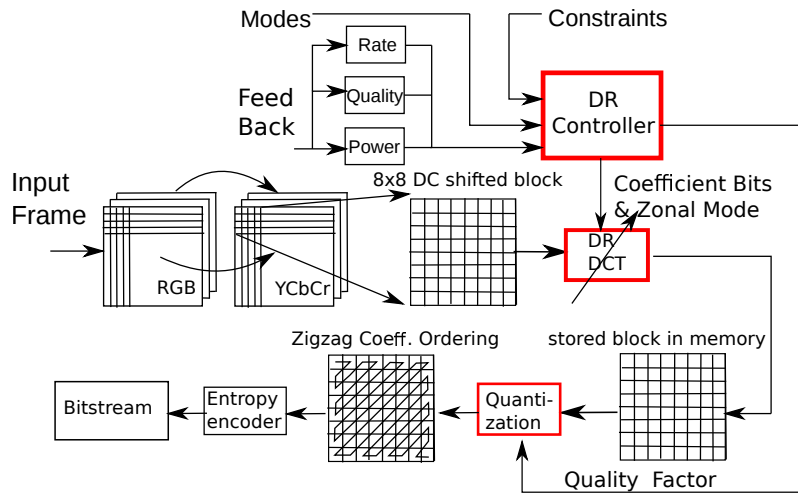 Modes
Constraints
Rate
Feed
Back
Quality
Power
DR
Controller
Input
Frame
8x8 DC shifted block
Coefficient Bits
& Zonal Mode
DR
DCT
RGB
YCbCr
Zigzag Coeff. Ordering
stored block in memory
Bitstream
Entropy
encoder
Quanti-
zation
Quality Factor